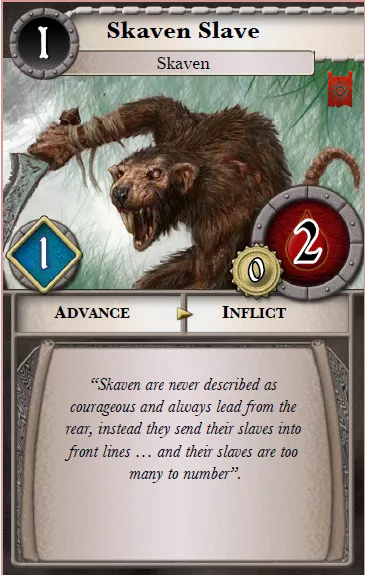 1
Skaven Slave
Skaven
1
0
2
ADVANCE
INFLICT
“Skaven are never described as
courageous and always lead from the
rear, instead they send their slaves into
front lines … and their slaves are too
many to number”.